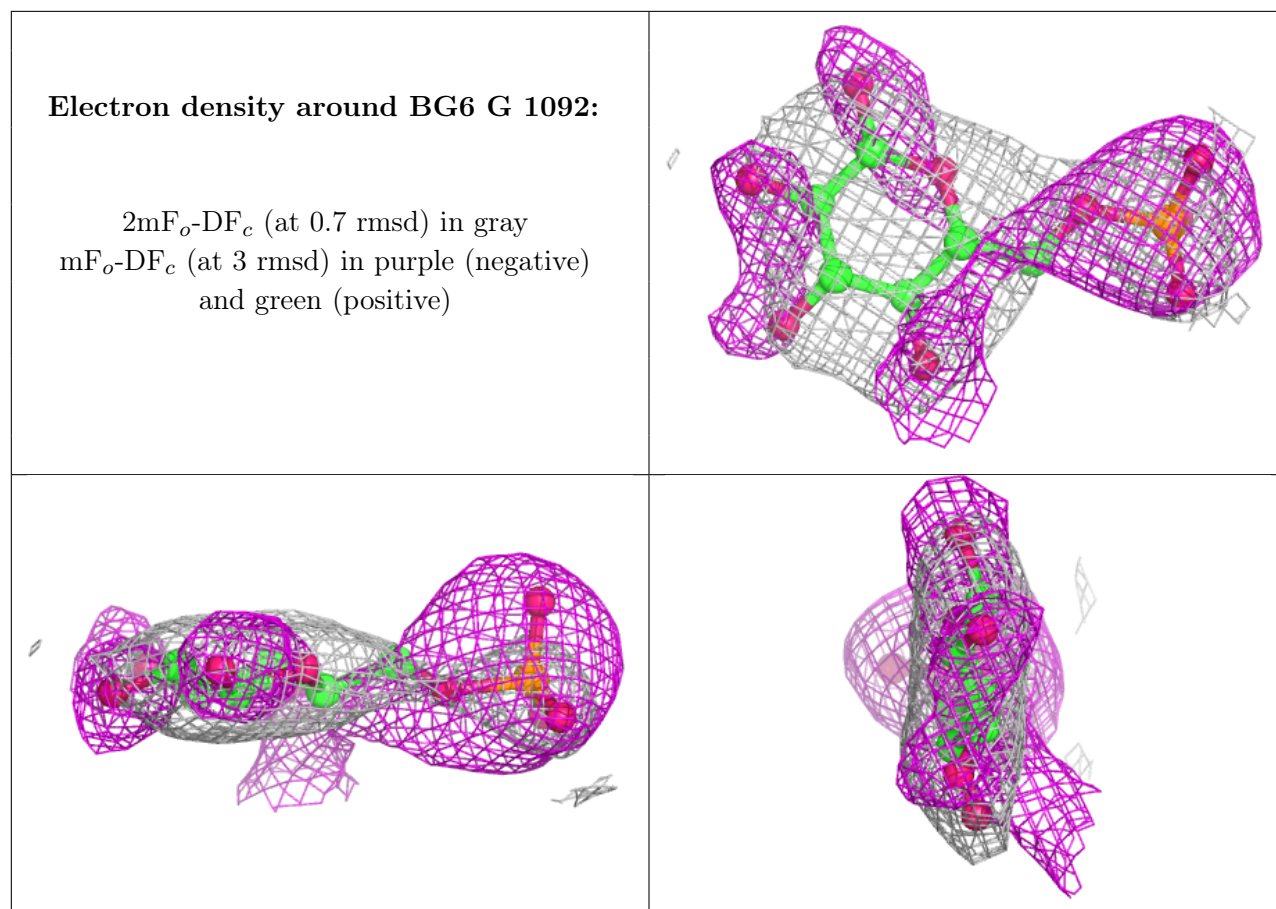 Electron density around BG6 G 1092:
2mFo-DFc (at 0.7 rmsd) in gray
mFo-DFc (at 3 rmsd) in purple (negative)
and green (positive)